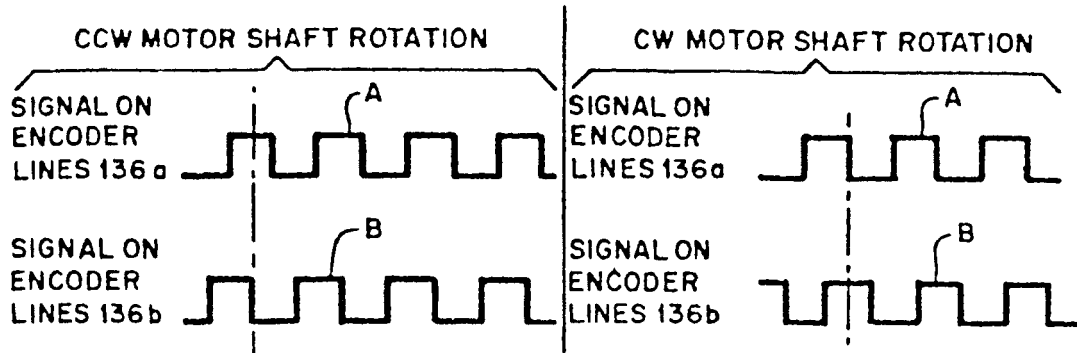 CCW MOTOR SHAFT ROTATION
A
SIGNAL ON
ENCODER
LINES 136a
B
SIGNAL ON
ENCODER
LINES 136b
CW MOTOR SHAFT ROTATION
A
SIGNAL ON
ENCODER
LINES 136a
B
SIGNAL ON
ENCODER
LINES 136b